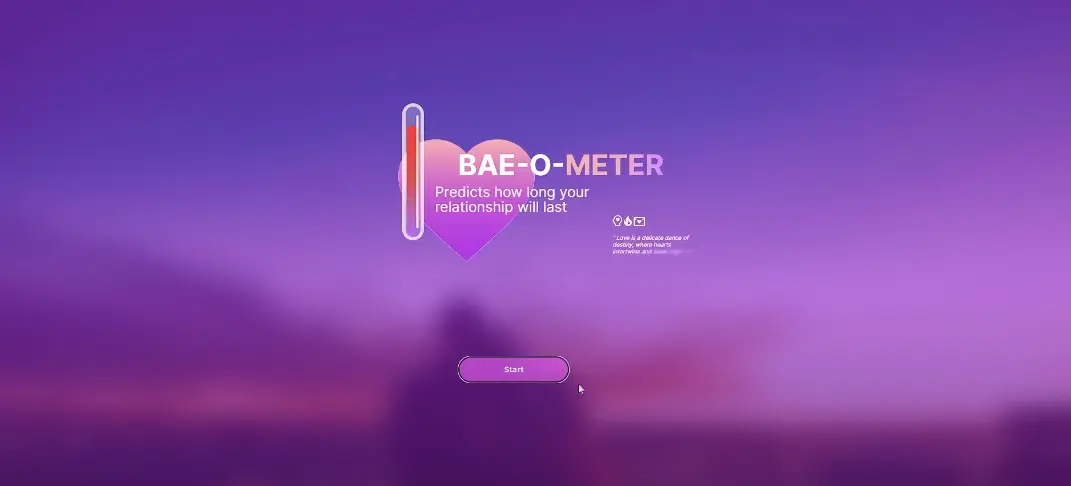 BAE-O-METER
Predicts how long your
relationship will last
" Love is a delicate dance of
destiny, where hearts
intertwine and
Start